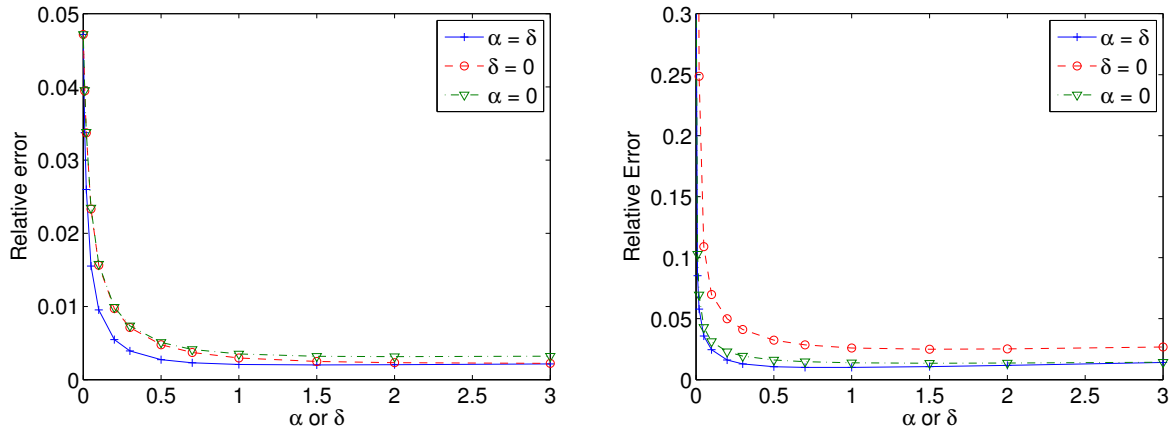 0.05
0.04
0.03
0.02
0.01
0
Relative error
0 0.5 1 1.5 2 2.5 3
α or δ
α = δ
δ = 0
α = 0
0.3
0.25
0.2
0.15
0.1
0.05
0
Relative Error
0 0.5 1 1.5 2 2.5 3
α or δ
α = δ
δ = 0
α = 0